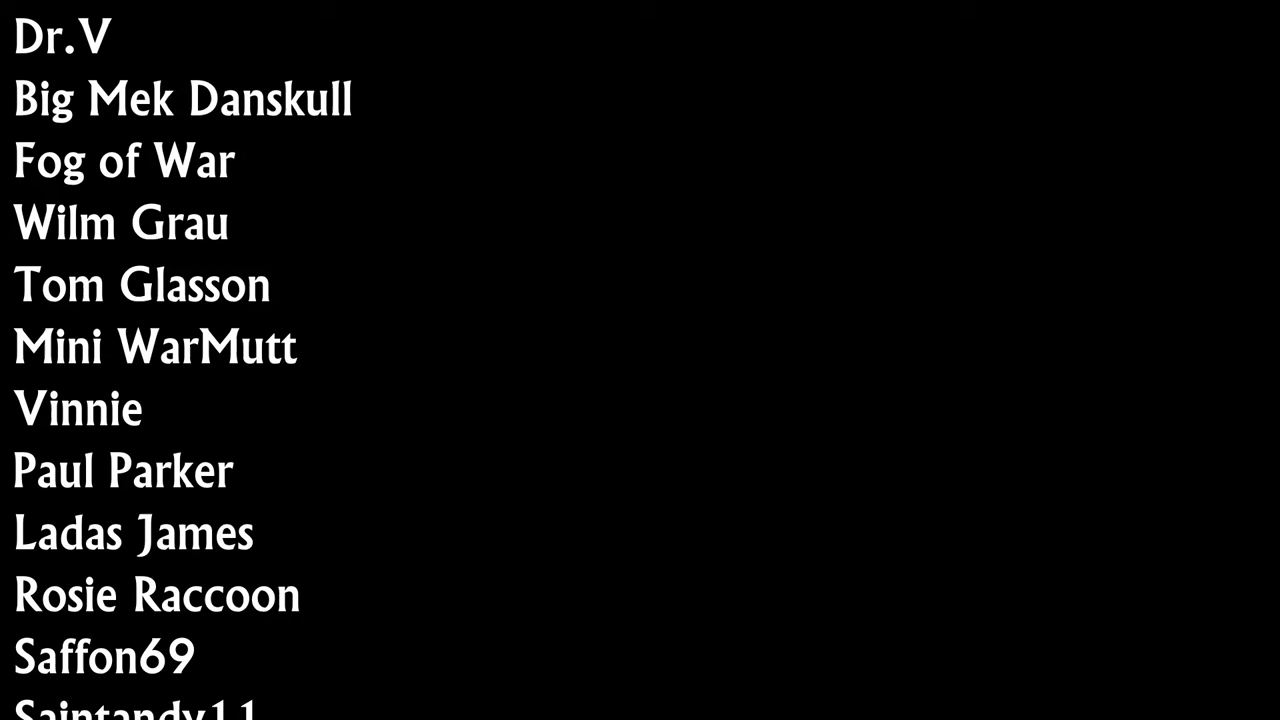 Dr.V
Big Mek Danskull
Fog of War
Wilm Grau
Tom Glasson
Mini WarMutt
Vinnie
Paul Parker
Ladas James
Rosie Raccoon
Saffon69
Saintandy11